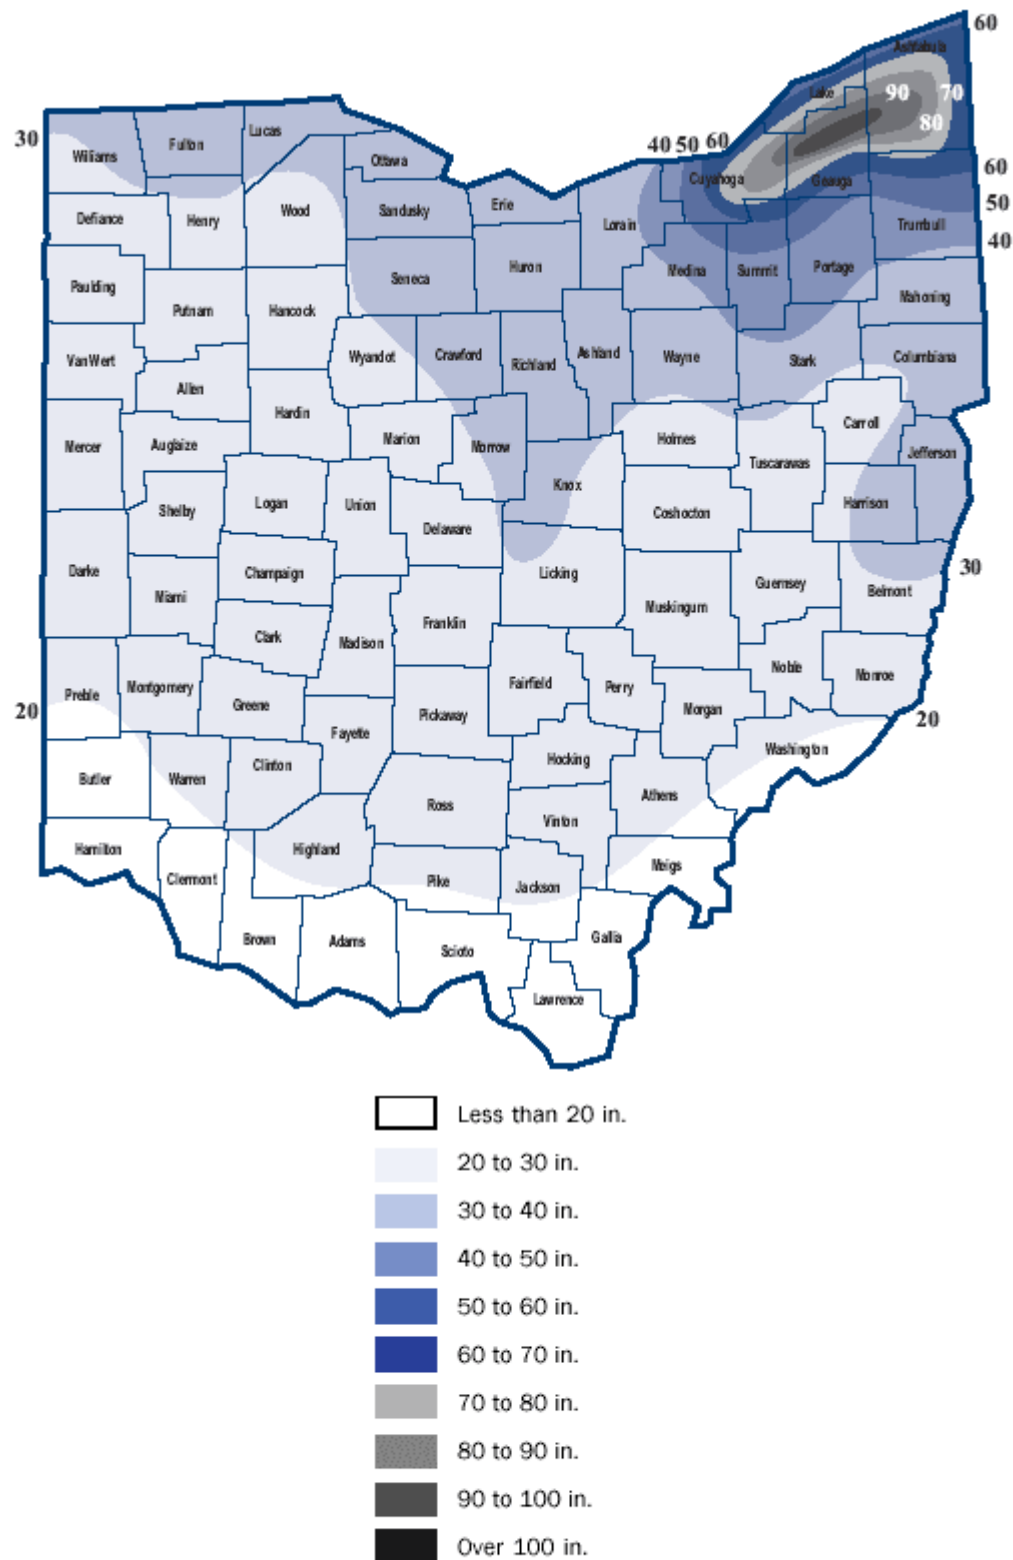 60
Ashtabula
Lake
90
70
80
30
Williams
Fulton
Lucas
Ottawa
40 50 60
Cuyahoga
Geauga
60
50
40
Defiance
Henry
Wood
Sandusky
Erie
Lorain
Trumbull
Paulding
Putnam
Hancock
Seneca
Huron
Medina
Summit
Portage
Mahoning
Van Wert
Allen
Wyandot
Crawford
Richland
Ashland
Wayne
Stark
Columbiana
Mercer
Auglaize
Hardin
Marion
Morrow
Knox
Holmes
Tuscarawas
Carroll
Jefferson
Shelby
Logan
Union
Delaware
Coshocton
Harrison
Darke
Miami
Champaign
Licking
Muskingum
Guernsey
Belmont
30
Clark
Madison
Franklin
Preble
Montgomery
Greene
Fairfield
Perry
Noble
Monroe
20
Fayette
Pickaway
Morgan
20
Butler
Warren
Clinton
Hocking
Athens
Washington
Ross
Vinton
Hamilton
Clermont
Highland
Pike
Jackson
Meigs
Brown
Adams
Scioto
Gallia
Lawrence
Less than 20 in.
20 to 30 in.
30 to 40 in.
40 to 50 in.
50 to 60 in.
60 to 70 in.
70 to 80 in.
80 to 90 in.
90 to 100 in.
Over 100 in.